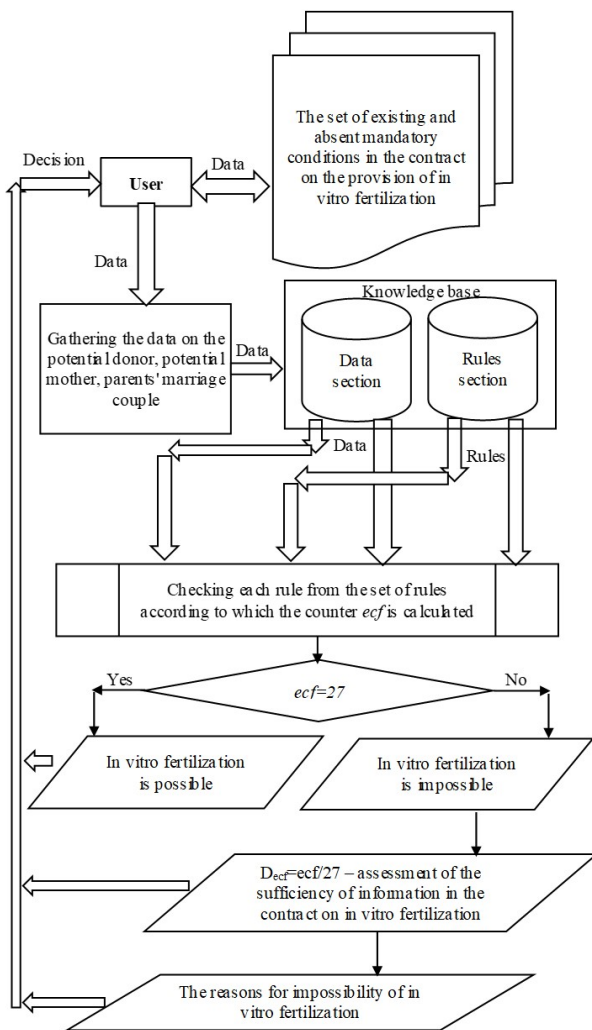 The set of existing and
absent mandatory
conditions in the contract
on the provision of in
vitro fertilization
Decision
User
Data
Data
Knowledge base
Gathering the data on the
potential donor, potential
mother, parents' marriage
couple
Data
Data
section
Rules
section
Data
Rules
Checking each rule from the set of rules
according to which the counter ecf is calculated
Yes
ecf=27
No
In vitro fertilization
is possible
In vitro fertilization
is impossible
Decf=ecf/27 – assessment of the
sufficiency of information in the
contract on in vitro fertilization
The reasons for impossibility of in
vitro fertilization